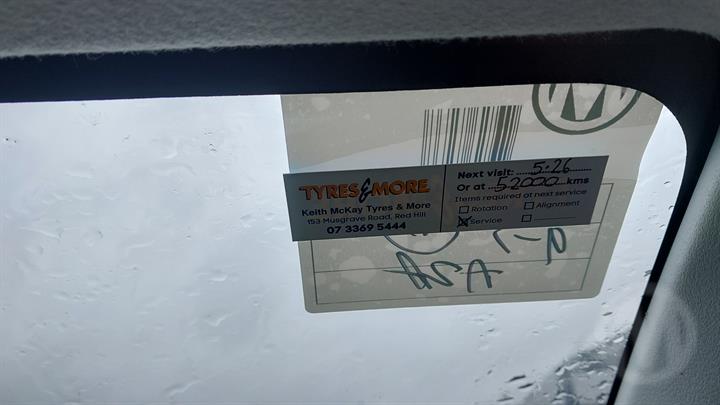 TYRES&MORE
Keith McKay Tyres & More
153 Musgrave Road, Red Hill
07 3369 5444
Next visit: 5.26
Or at 52000 kms
Items required at next service
Rotation Alignment
Service